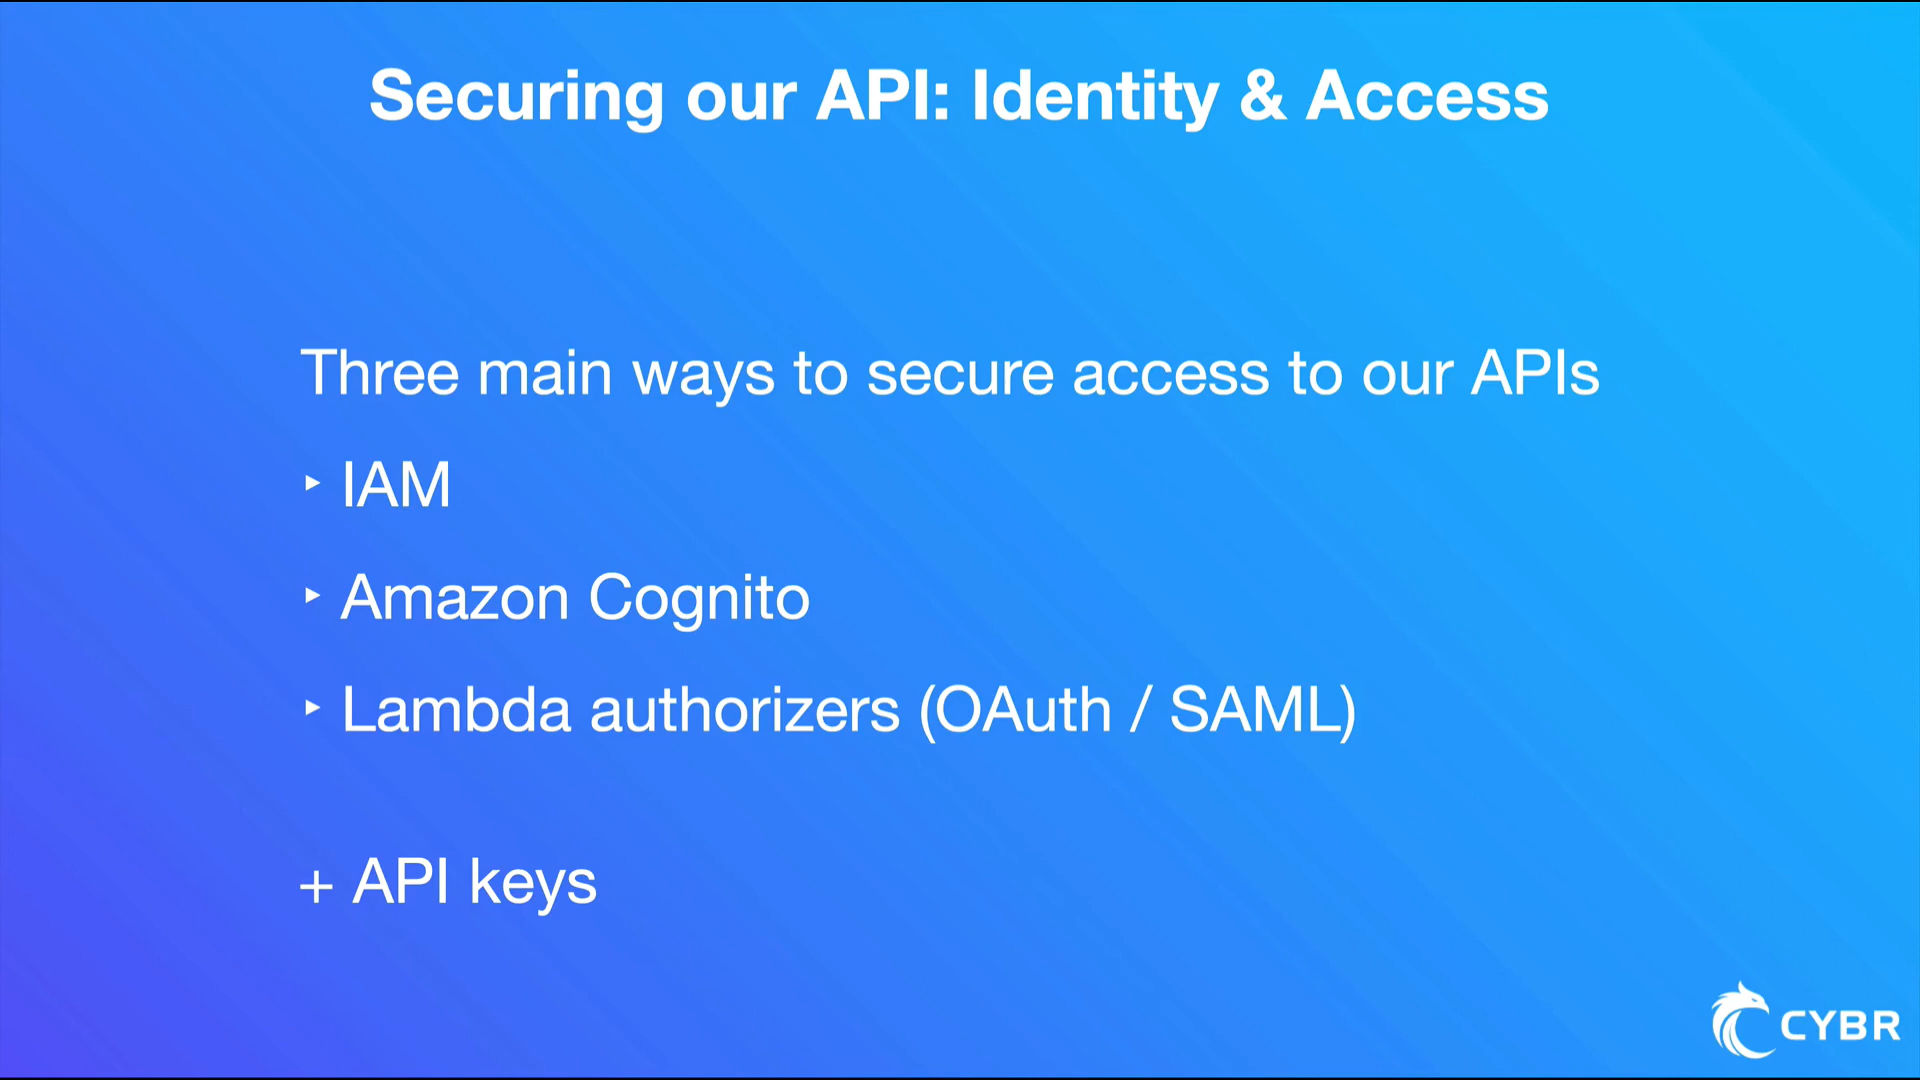 Securing our API: Identity & Access
Three main ways to secure access to our APIs
‣ IAM
‣ Amazon Cognito
‣ Lambda authorizers (OAuth / SAML)
+ API keys
CYBR